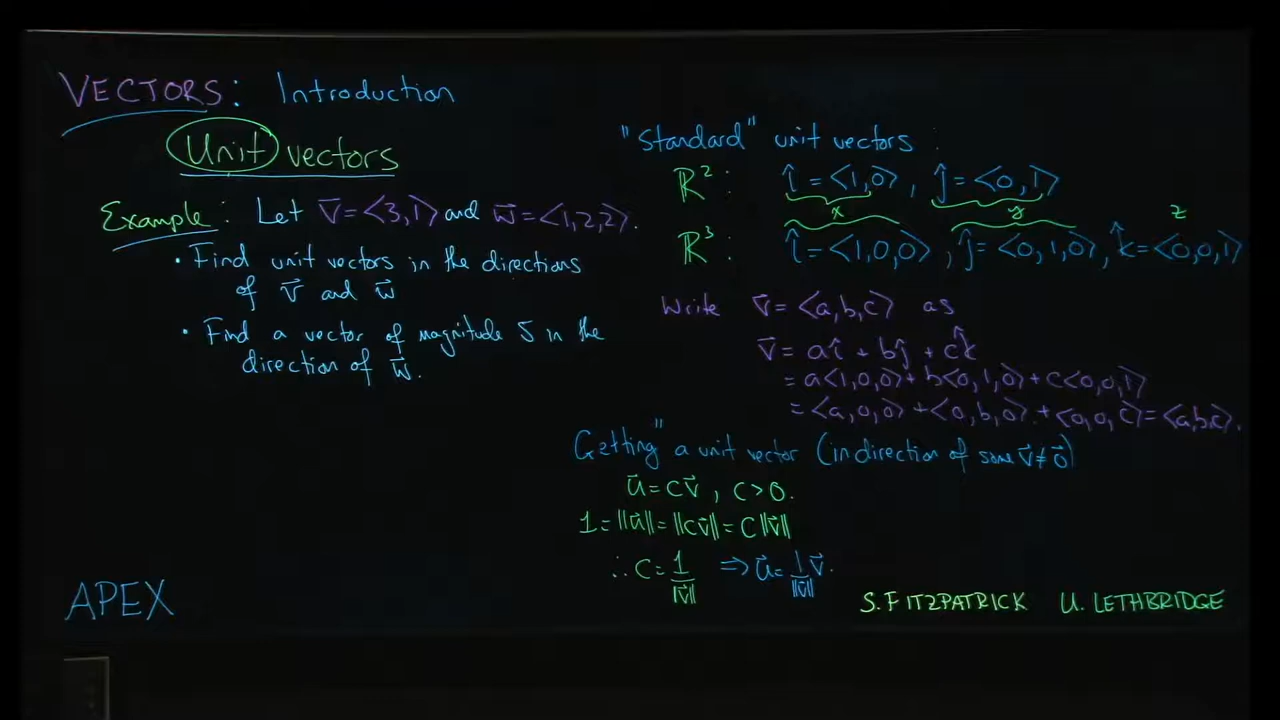 VECTORS: Introduction
Unit vectors
Example: Let v⃗ = <3,1> and w⃗ = <1,2,2>.
• Find unit vectors in the directions
of v⃗ and w⃗
• Find a vector of magnitude 5 in the
direction of w⃗.
APEX
"Standard" unit vectors:
ℝ²: î = <1,0>, ĵ = <0,1>
x y z
ℝ³: î = <1,0,0>, ĵ = <0,1,0>, k̂ = <0,0,1>
Write v⃗ = <a,b,c> as
v⃗ = aî + bĵ + ck̂
= a<1,0,0> + b<0,1,0> + c<0,0,1>
= <a,0,0> + <0,b,0> + <0,0,c> = <a,b,c>.
Getting" a unit vector (in direction of some v⃗ ≠ 0⃗)
u⃗ = cv⃗, c > 0.
1 = ||u⃗|| = ||cv⃗|| = c||v⃗||
∴ c = 1/||v⃗|| ⇒ u⃗ = 1/||v⃗|| v⃗.
S. FITZPATRICK U. LETHBRIDGE